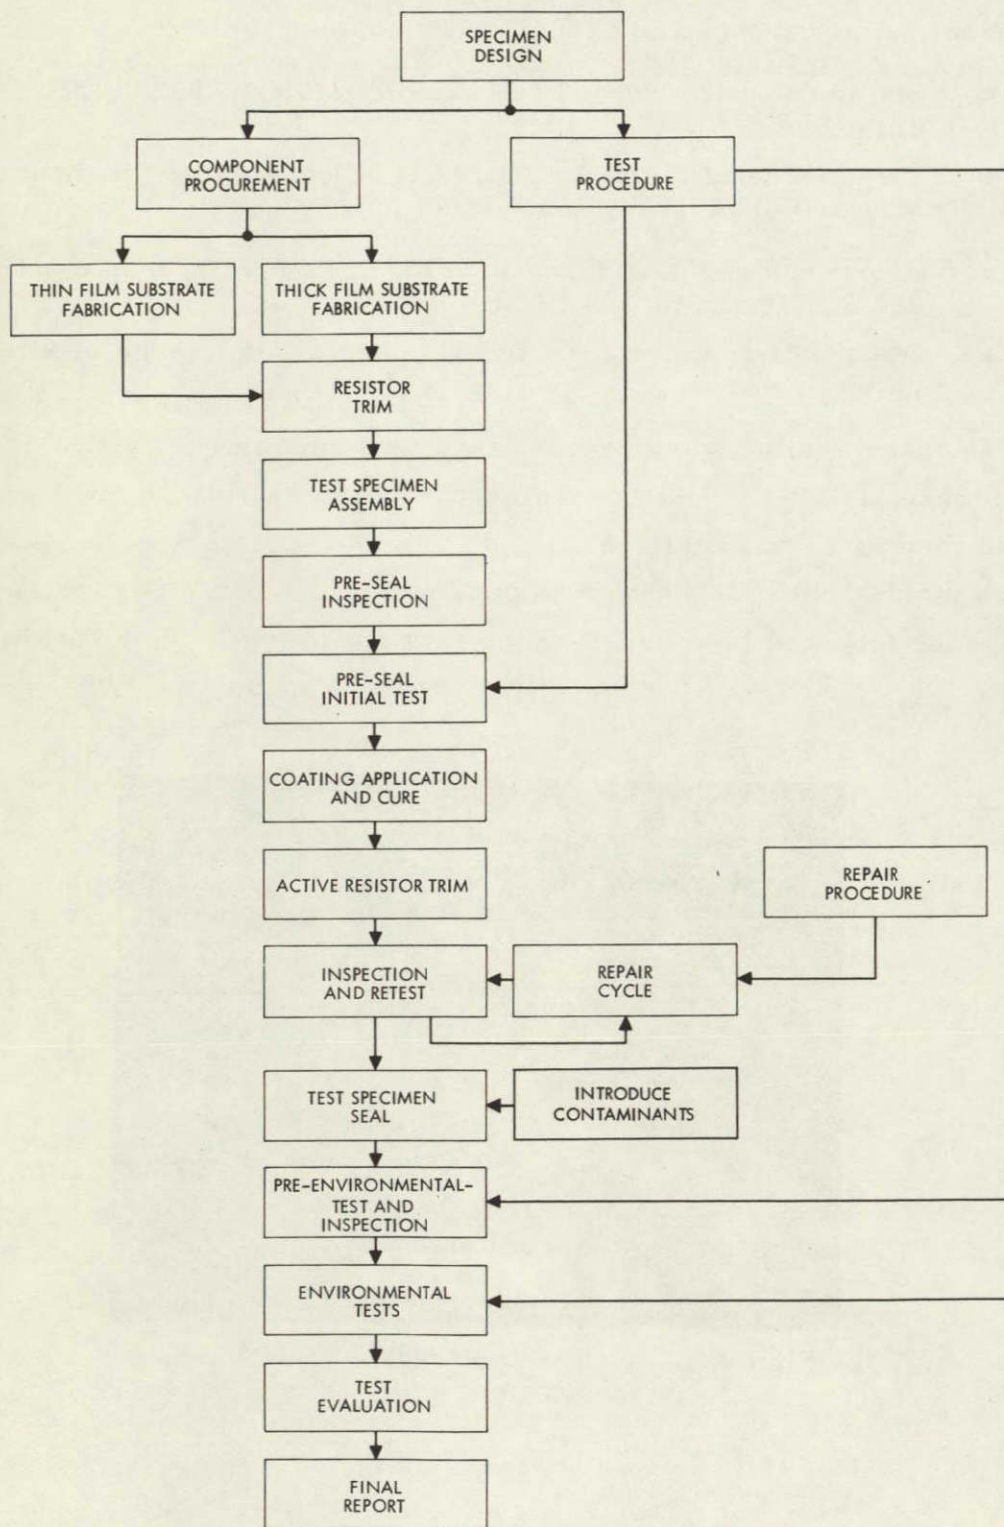 SPECIMEN
DESIGN
COMPONENT
PROCUREMENT
TEST
PROCEDURE
THIN FILM SUBSTRATE
FABRICATION
THICK FILM SUBSTRATE
FABRICATION
RESISTOR
TRIM
TEST SPECIMEN
ASSEMBLY
PRE-SEAL
INSPECTION
PRE-SEAL
INITIAL TEST
COATING APPLICATION
AND CURE
ACTIVE RESISTOR TRIM
REPAIR
PROCEDURE
INSPECTION
AND RETEST
REPAIR
CYCLE
TEST SPECIMEN
SEAL
INTRODUCE
CONTAMINANTS
PRE-ENVIRONMENTAL-
TEST AND
INSPECTION
ENVIRONMENTAL
TESTS
TEST
EVALUATION
FINAL
REPORT